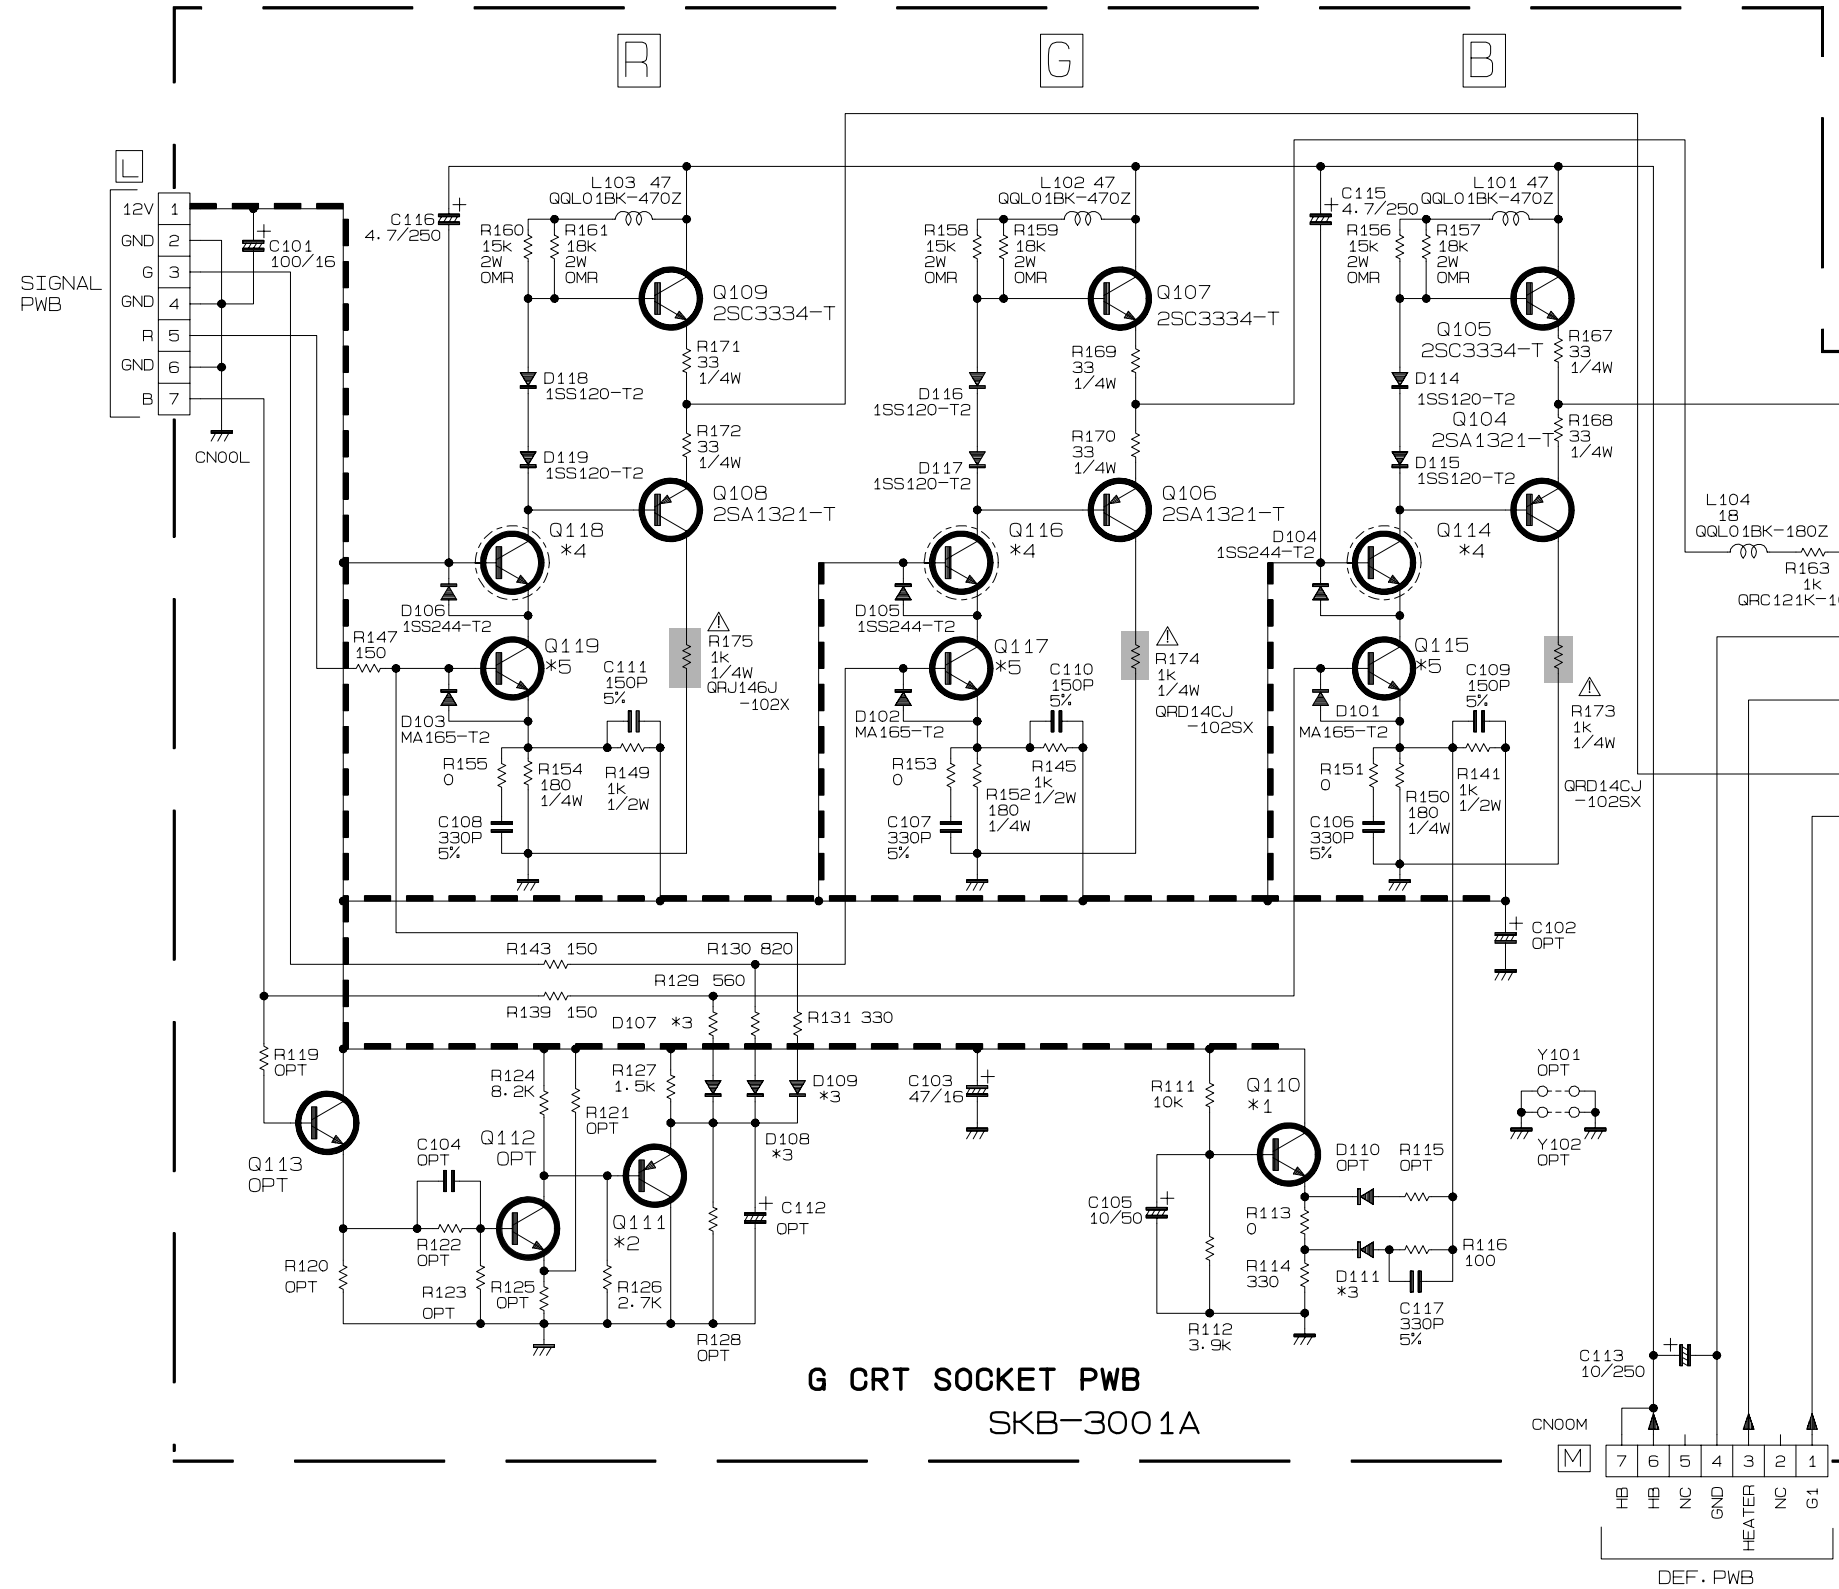 R
G
B
L
SIGNAL
PWB
12V 1
GND 2
G 3
GND 4
R 5
GND 6
B 7
CN00L
C101
100/16
C116
4.7/250
L103 47
QQL01BK-470Z
R160
15k
2W
OMR
R161
18k
2W
OMR
Q109
2SC3334-T
R171
33
1/4W
D118
1SS120-T2
R172
33
1/4W
D119
1SS120-T2
Q108
2SA1321-T
Q118
*4
D106
1SS244-T2
R147
150
Q119
*5
D103
MA165-T2
C111
150P
5%
R175
1k
1/4W
QRJ146J
-102X
R155
0
R154
180
1/4W
R149
1k
1/2W
C108
330P
5%
L102 47
QQL01BK-470Z
R158
15k
2W
OMR
R159
18k
2W
OMR
Q107
2SC3334-T
R169
33
1/4W
D116
1SS120-T2
R170
33
1/4W
D117
1SS120-T2
Q106
2SA1321-T
Q116
*4
D105
1SS244-T2
Q117
*5
D102
MA165-T2
C110
150P
5%
R174
1k
1/4W
QRD14CJ
-102SX
R153
0
R152
180
1/4W
R145
1k
1/2W
C107
330P
5%
C115
4.7/250
L101 47
QQL01BK-470Z
R156
15k
2W
OMR
R157
18k
2W
OMR
Q105
2SC3334-T
R167
33
1/4W
D114
1SS120-T2
Q104
2SA1321-T
R168
33
1/4W
D115
1SS120-T2
Q114
*4
D104
1SS244-T2
Q115
*5
D101
MA165-T2
C109
150P
5%
R173
1k
1/4W
QRD14CJ
-102SX
R151
0
R150
180
1/4W
R141
1k
1/2W
C106
330P
5%
L104
18
QQL01BK-180Z
R163
1k
QRC121K-1
C102
OPT
R143 150
R130 820
R129 560
R139 150
D107 *3
R131 330
R119
OPT
Q113
OPT
R120
OPT
C104
OPT
R122
OPT
R123
OPT
Q112
OPT
R124
8.2K
R121
OPT
R125
OPT
R127
1.5K
Q111
*2
R126
2.7K
D109
*3
D108
*3
R128
OPT
C112
OPT
C103
47/16
R111
10k
Q110
*1
C105
10/50
R112
3.9K
R113
0
R114
330
D110
OPT
R115
OPT
D111
*3
R116
100
C117
330P
5%
Y101
OPT
Y102
OPT
G CRT SOCKET PWB
SKB-3001A
C113
10/250
CN00M
M
7 6 5 4 3 2 1
HB
HB
NC
GND
HEATER
NC
G1
DEF.PWB